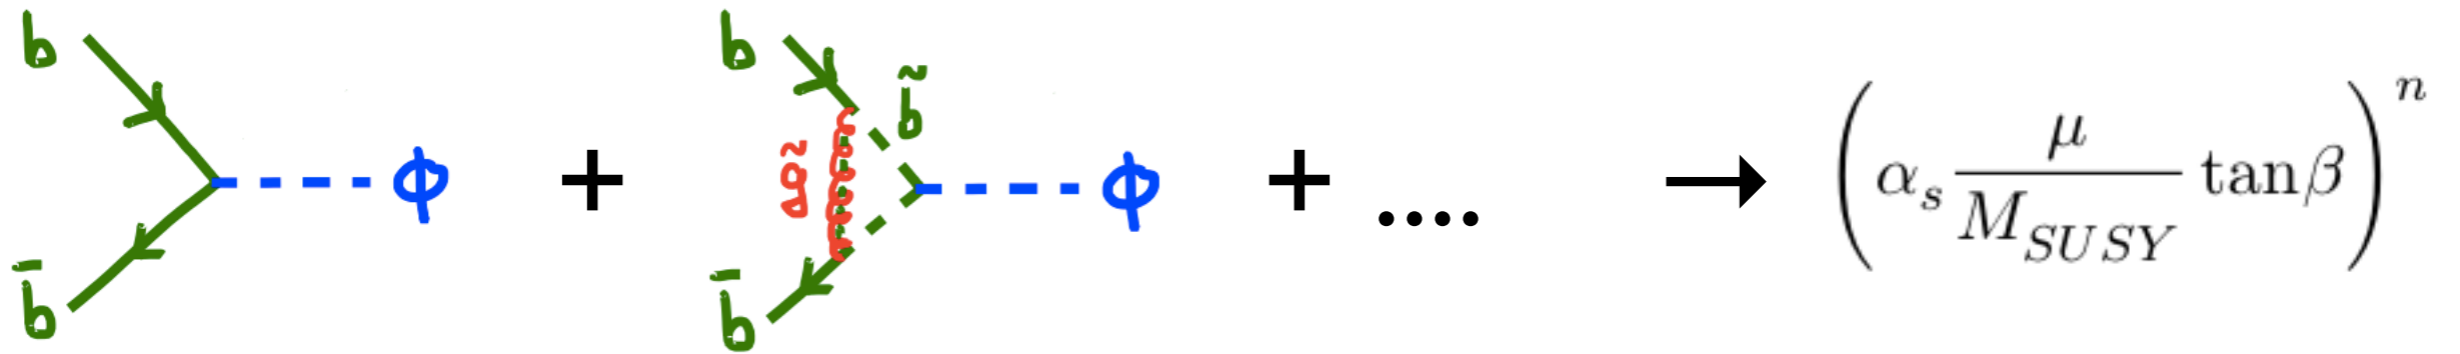 b b
b̃
g̃
ϕ + ϕ + .... → ( α_s μ / M_SUSY tanβ )^n
b̄ b̄